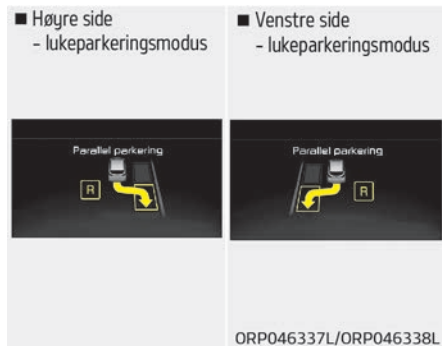 ■ Høyre side
- lukeparkeringsmodus
Parallel parkering
R
■ Venstre side
- lukeparkeringsmodus
Parallel parkering
R
ORP046337L/ORP046338L